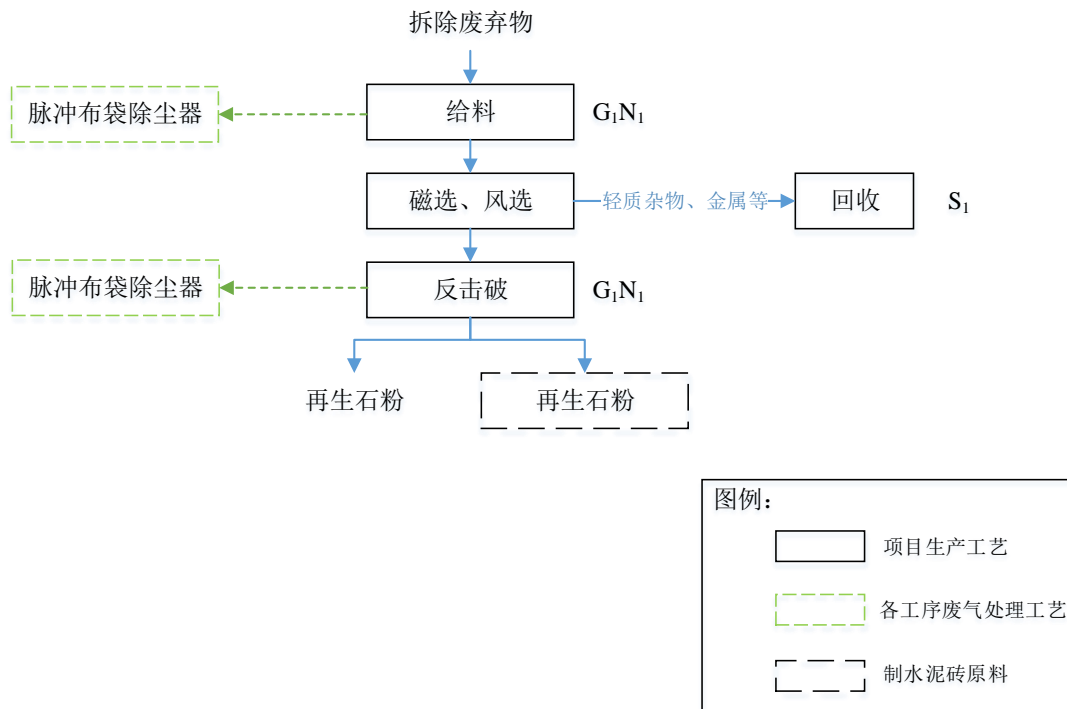 拆除废弃物
脉冲布袋除尘器
给料
G₁N₁
磁选、风选
轻质杂物、金属等
回收
S₁
脉冲布袋除尘器
反击破
G₁N₁
再生石粉
再生石粉
图例：
项目生产工艺
各工序废气处理工艺
制水泥砖原料